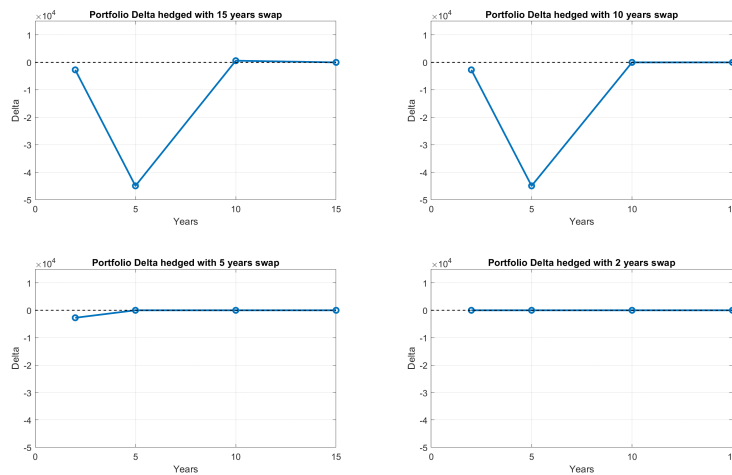 Portfolio Delta hedged with 15 years swap
×10⁴
1
0
-1
-2
-3
-4
-5
Delta
0 5 10 15
Years
Portfolio Delta hedged with 10 years swap
×10⁴
1
0
-1
-2
-3
-4
-5
Delta
0 5 10 1
Years
Portfolio Delta hedged with 5 years swap
×10⁴
1
0
-1
-2
-3
-4
-5
Delta
0 5 10 15
Years
Portfolio Delta hedged with 2 years swap
×10⁴
1
0
-1
-2
-3
-4
-5
Delta
0 5 10 1
Years